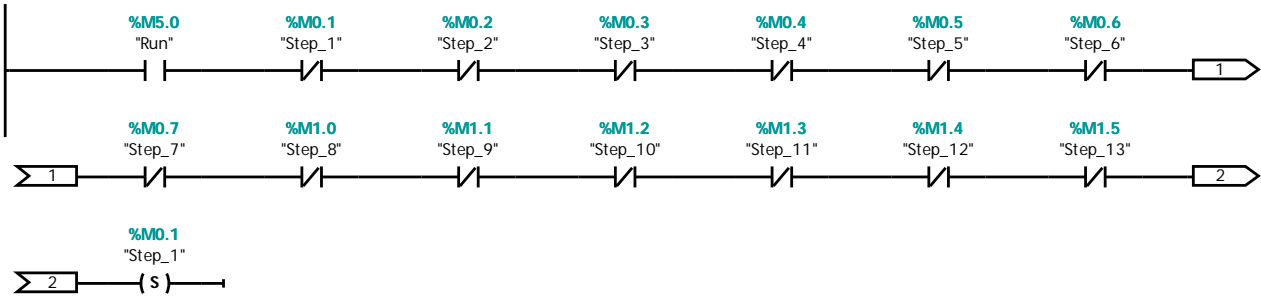 %M5.0 %M0.1 %M0.2 %M0.3 %M0.4 %M0.5 %M0.6
"Run" "Step_1" "Step_2" "Step_3" "Step_4" "Step_5" "Step_6"
1
%M0.7 %M1.0 %M1.1 %M1.2 %M1.3 %M1.4 %M1.5
"Step_7" "Step_8" "Step_9" "Step_10" "Step_11" "Step_12" "Step_13"
1 2
%M0.1
"Step_1"
2 S